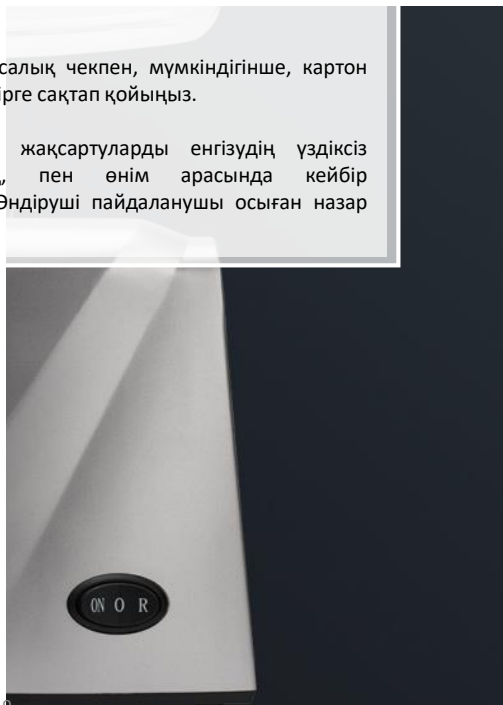 салық чекпен, мүмкіндігінше, картон
ірге сақтап қойыңыз.
жақсартуларды енгізудің үздіксіз
пен өнім арасында кейбір
Өндіруші пайдаланушы осыған назар
ON O R